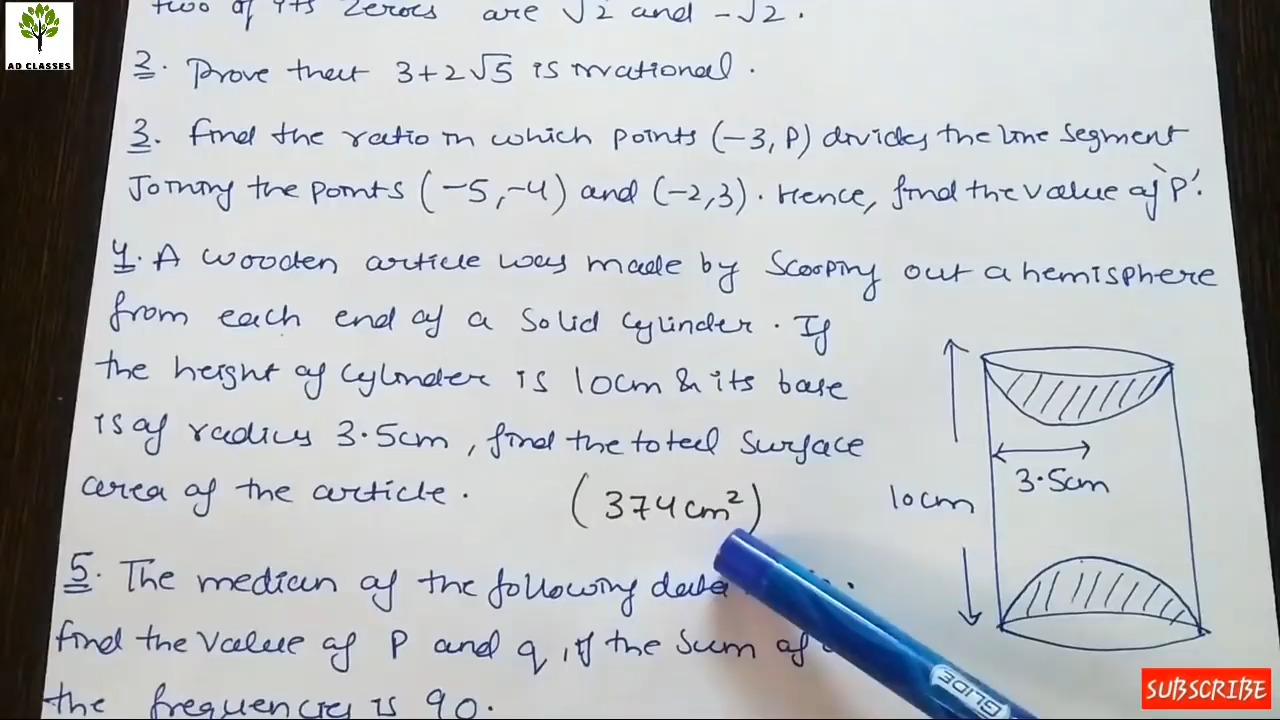 AD CLASSES
two of its zeroes are √2 and -√2.
2. Prove that 3+2√5 is irrational.
3. Find the ratio in which points (-3, P) divides the line segment
Joining the points (-5,-4) and (-2,3). Hence, find the value of 'P'.
4. A wooden article was made by Scooping out a hemisphere
from each end of a Solid Cylinder. If
the height of Cylinder is 10cm & its base
is of radius 3.5cm, find the total Surface
area of the article. (374cm²)
3.5cm
10cm
5. The median of the following data
find the value of P and q, if the Sum of
the frequencies is 90.
GLIDE
SUBSCRIBE